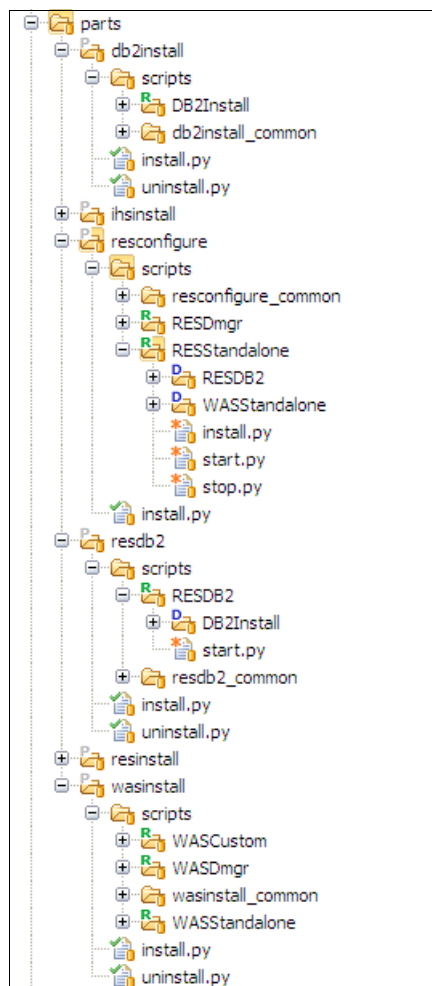 parts
db2install
scripts
DB2Install
db2install_common
install.py
uninstall.py
ihsinstall
resconfigure
scripts
resconfigure_common
RESDmgr
RESStandalone
RESDB2
WASStandalone
install.py
start.py
stop.py
install.py
resdb2
scripts
RESDB2
DB2Install
start.py
resdb2_common
install.py
uninstall.py
resinstall
wasinstall
scripts
WASCustom
WASDmgr
wasinstall_common
WASStandalone
install.py
uninstall.py